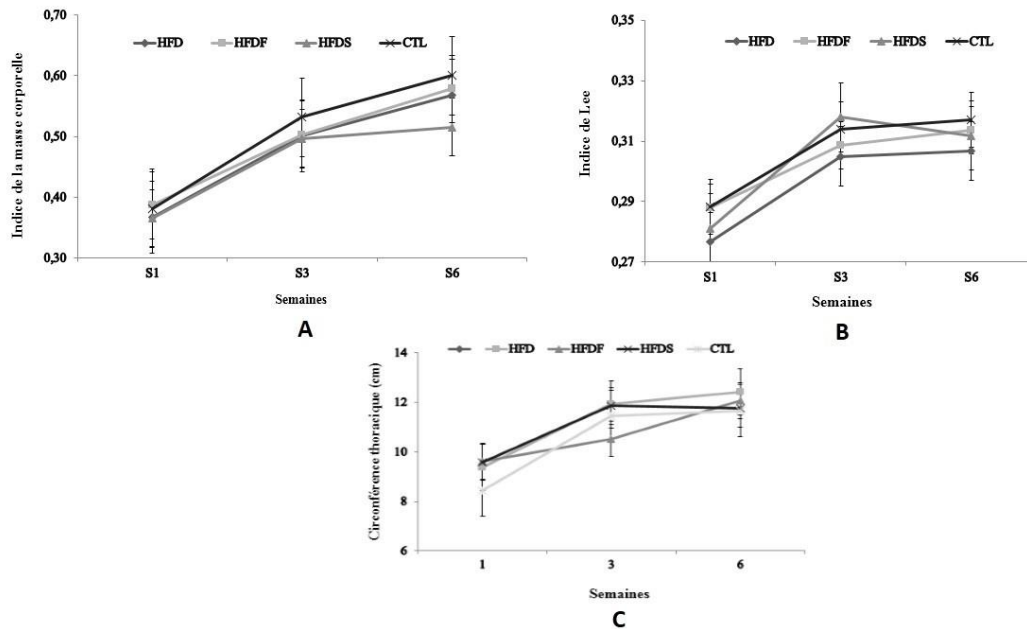 0,70
HFD HFDF HFDS CTL
0,60
0,50
0,40
0,30
Indice de la masse corporelle
S1 S3 S6
Semaines
A
0,35
HFD HFDF HFDS CTL
0,33
0,31
0,29
0,27
Indice de Lee
S1 S3 S6
Semaines
B
HFD HFDF HFDS CTL
14
12
10
8
6
Circonférence thoracique (cm)
1 3 6
Semaines
C